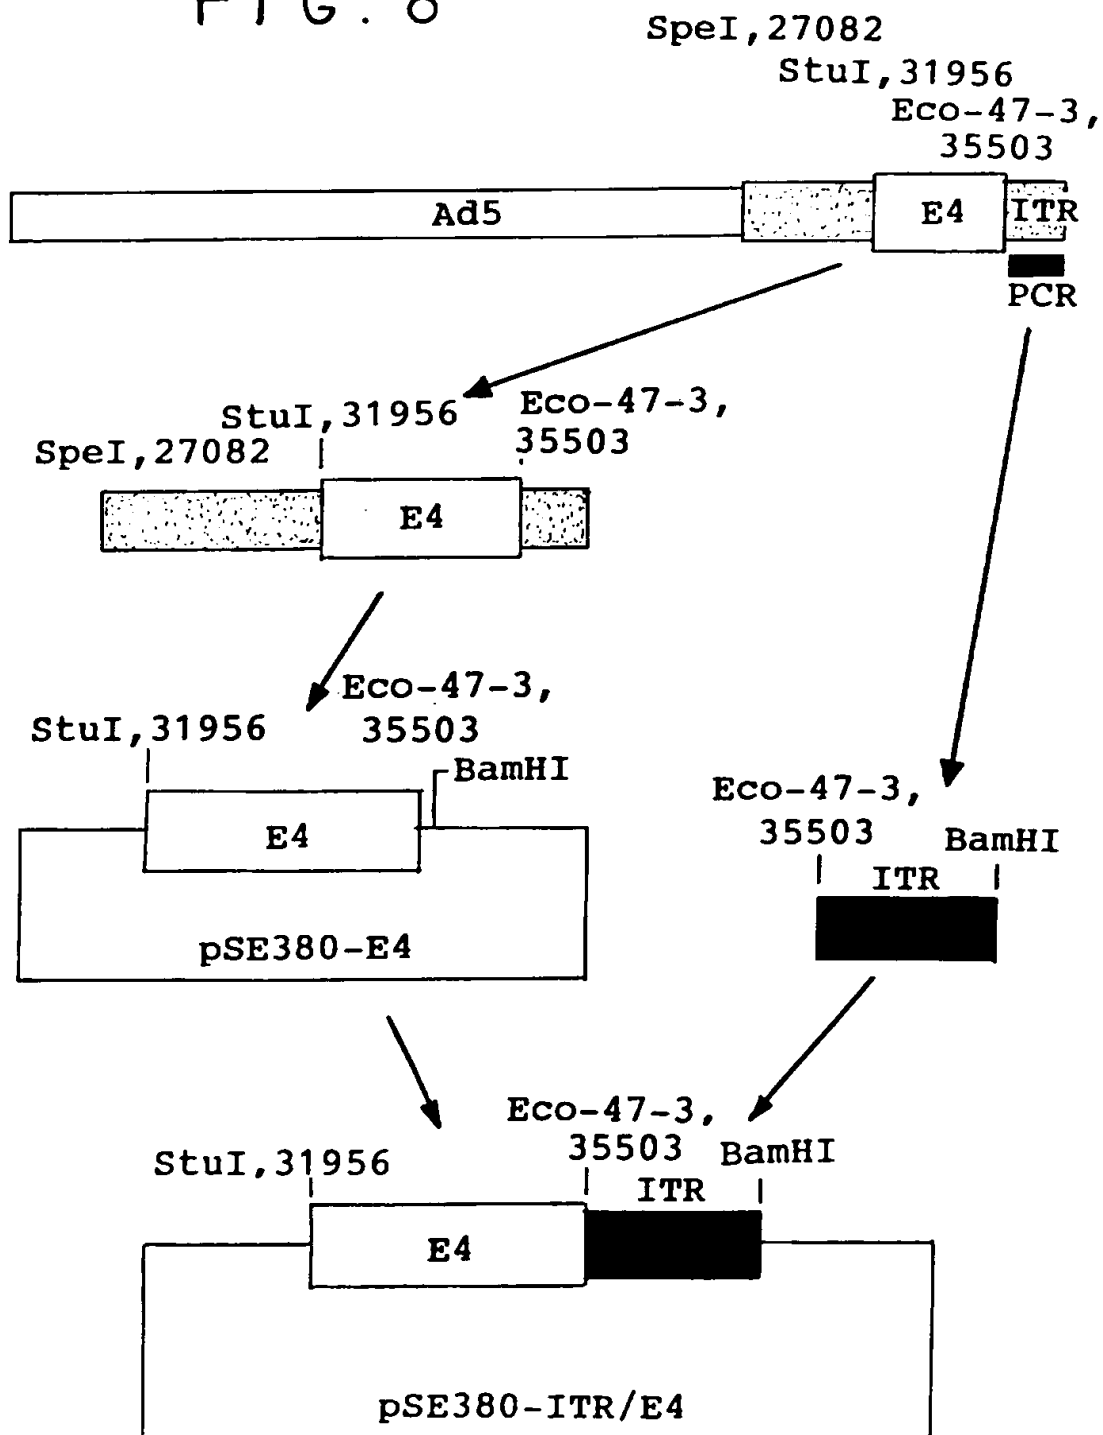 FIG. 8
SpeI,27082
StuI,31956
Eco-47-3,
35503
Ad5
E4
ITR
PCR
StuI,31956
Eco-47-3,
35503
SpeI,27082
E4
Eco-47-3,
35503
StuI,31956
BamHI
E4
pSE380-E4
Eco-47-3,
35503
BamHI
ITR
Eco-47-3,
35503
BamHI
StuI,31956
ITR
E4
pSE380-ITR/E4